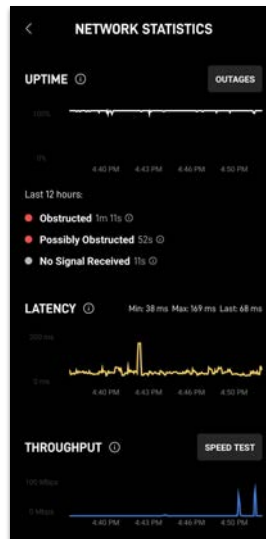 NETWORK STATISTICS
UPTIME
OUTAGES
100%
0%
4:40 PM 4:43 PM 4:46 PM 4:50 PM
Last 12 hours:
Obstructed 1m 11s
Possibly Obstructed 52s
No Signal Received 11s
LATENCY Min: 38 ms Max: 169 ms Last: 68 ms
200 ms
0 ms
4:40 PM 4:43 PM 4:46 PM 4:50 PM
THROUGHPUT
SPEED TEST
100 Mbps
0 Mbps
4:40 PM 4:43 PM 4:46 PM 4:50 PM